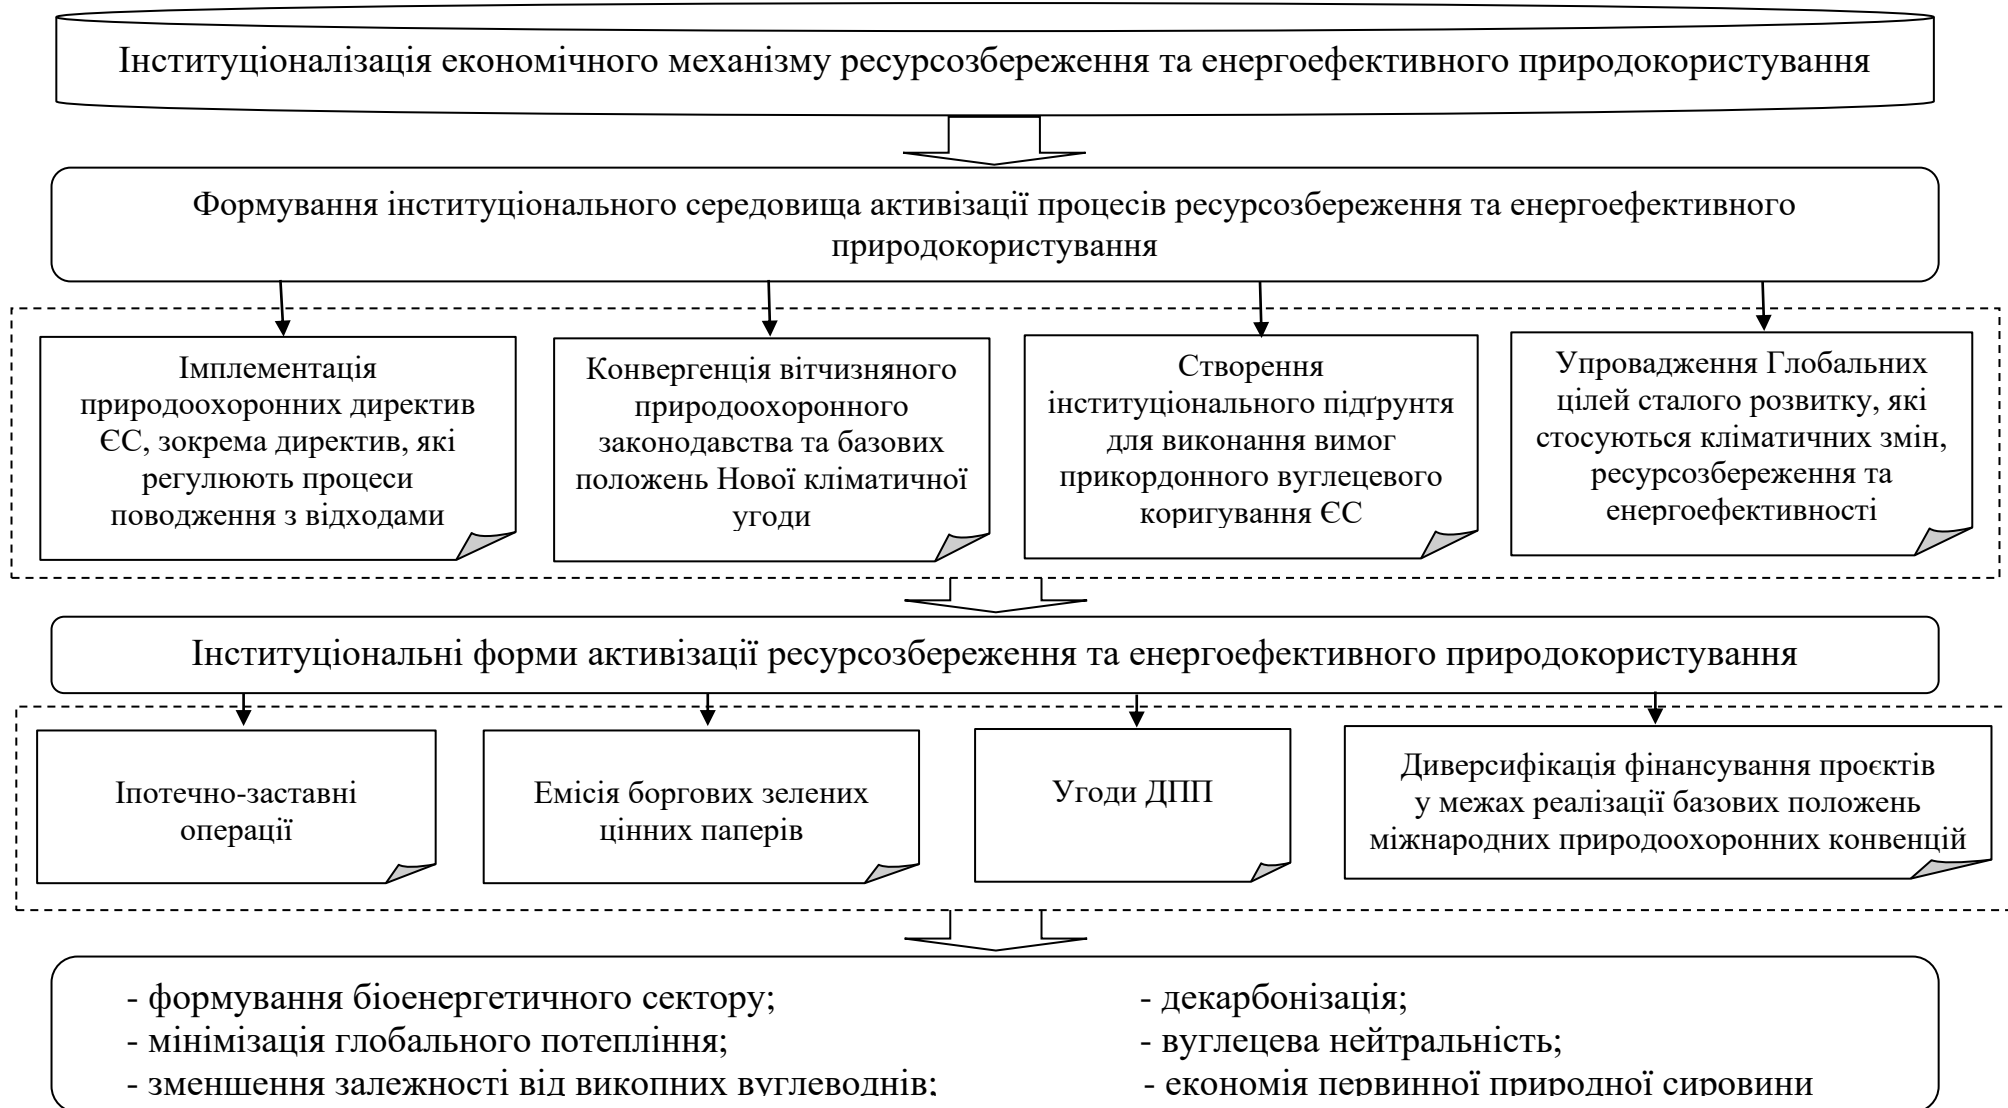 Інституціоналізація економічного механізму ресурсозбереження та енергоефективного природокористування
Формування інституціонального середовища активізації процесів ресурсозбереження та енергоефективного
природокористування
Імплементація
природоохоронних директив
ЄС, зокрема директив, які
регулюють процеси
поводження з відходами
Конвергенція вітчизняного
природоохоронного
законодавства та базових
положень Нової кліматичної
угоди
Створення
інституціонального підґрунтя
для виконання вимог
прикордонного вуглецевого
коригування ЄС
Упровадження Глобальних
цілей сталого розвитку, які
стосуються кліматичних змін,
ресурсозбереження та
енергоефективності
Інституціональні форми активізації ресурсозбереження та енергоефективного природокористування
Іпотечно-заставні
операції
Емісія боргових зелених
цінних паперів
Угоди ДПП
Диверсифікація фінансування проєктів
у межах реалізації базових положень
міжнародних природоохоронних конвенцій
- формування біоенергетичного сектору;
- мінімізація глобального потепління;
- зменшення залежності від викопних вуглеводнів;
- декарбонізація;
- вуглецева нейтральність;
- економія первинної природної сировини